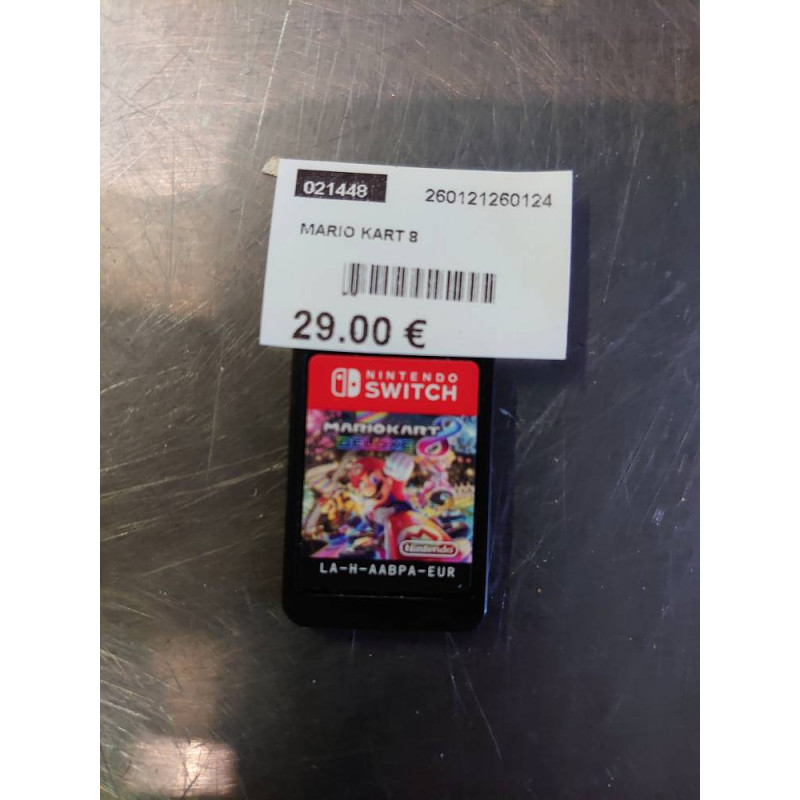 021448 260121260124
MARIO KART 8
29.00 €
NINTENDO
SWITCH
MARIOKART 8
DELUXE
Nintendo
LA-H-AABPA-EUR